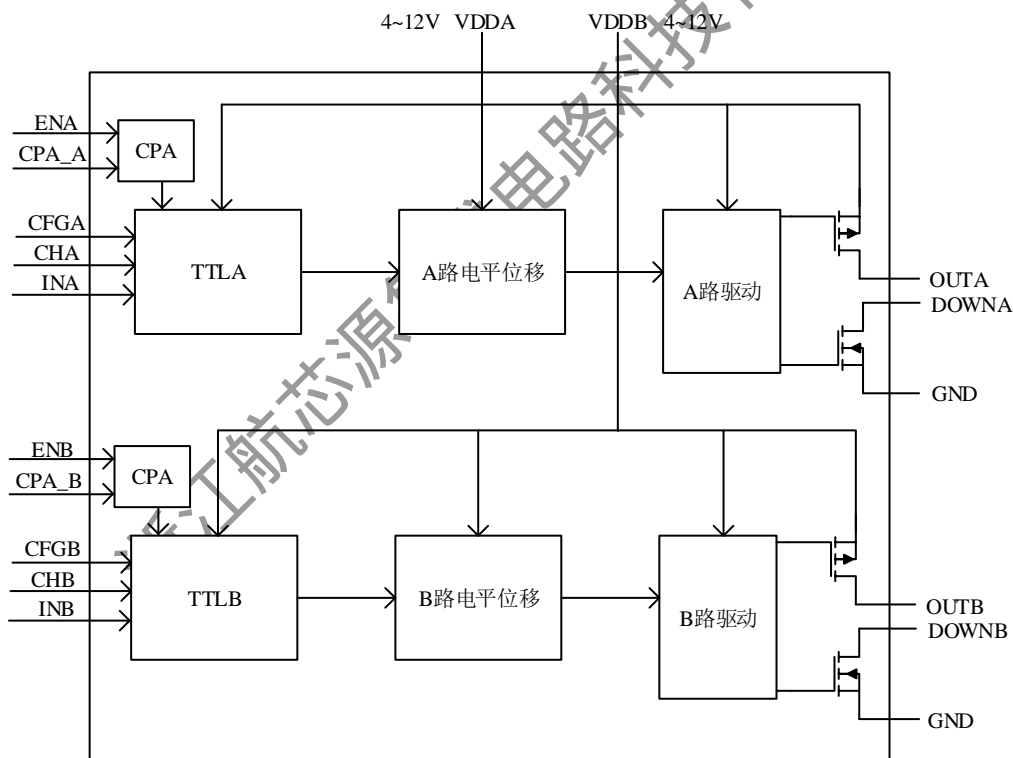 4~12V VDDA VDDB 4~12V
ENA
CPA_A
CPA
CFGA
CHA
INA
TTLA
A路电平位移
A路驱动
OUTA
DOWNA
GND
ENB
CPA_B
CPA
CFGB
CHB
INB
TTLB
B路电平位移
B路驱动
OUTB
DOWNB
GND